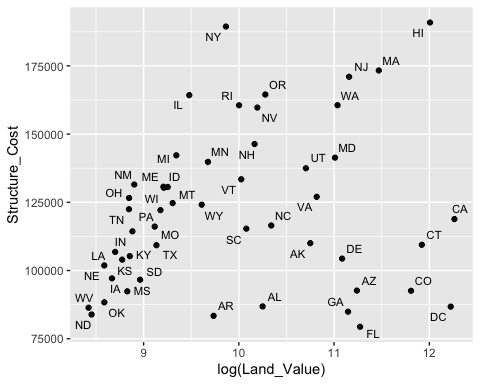 HI
NY
MA
NJ
175000
OR
IL
RI
WA
NV
150000
NH
MI
MN
MD
UT
NM
ME
ID
VT
OH
WI
MT
125000
VA
WY
CA
TN
PA
NC
MO
SC
CT
IN
KY
TX
AK
DE
LA
100000
NE
KS
SD
AZ
CO
IA
MS
WV
AR
AL
GA
DC
ND
OK
FL
75000
9
10
11
12
log(Land_Value)
Structure_Cost